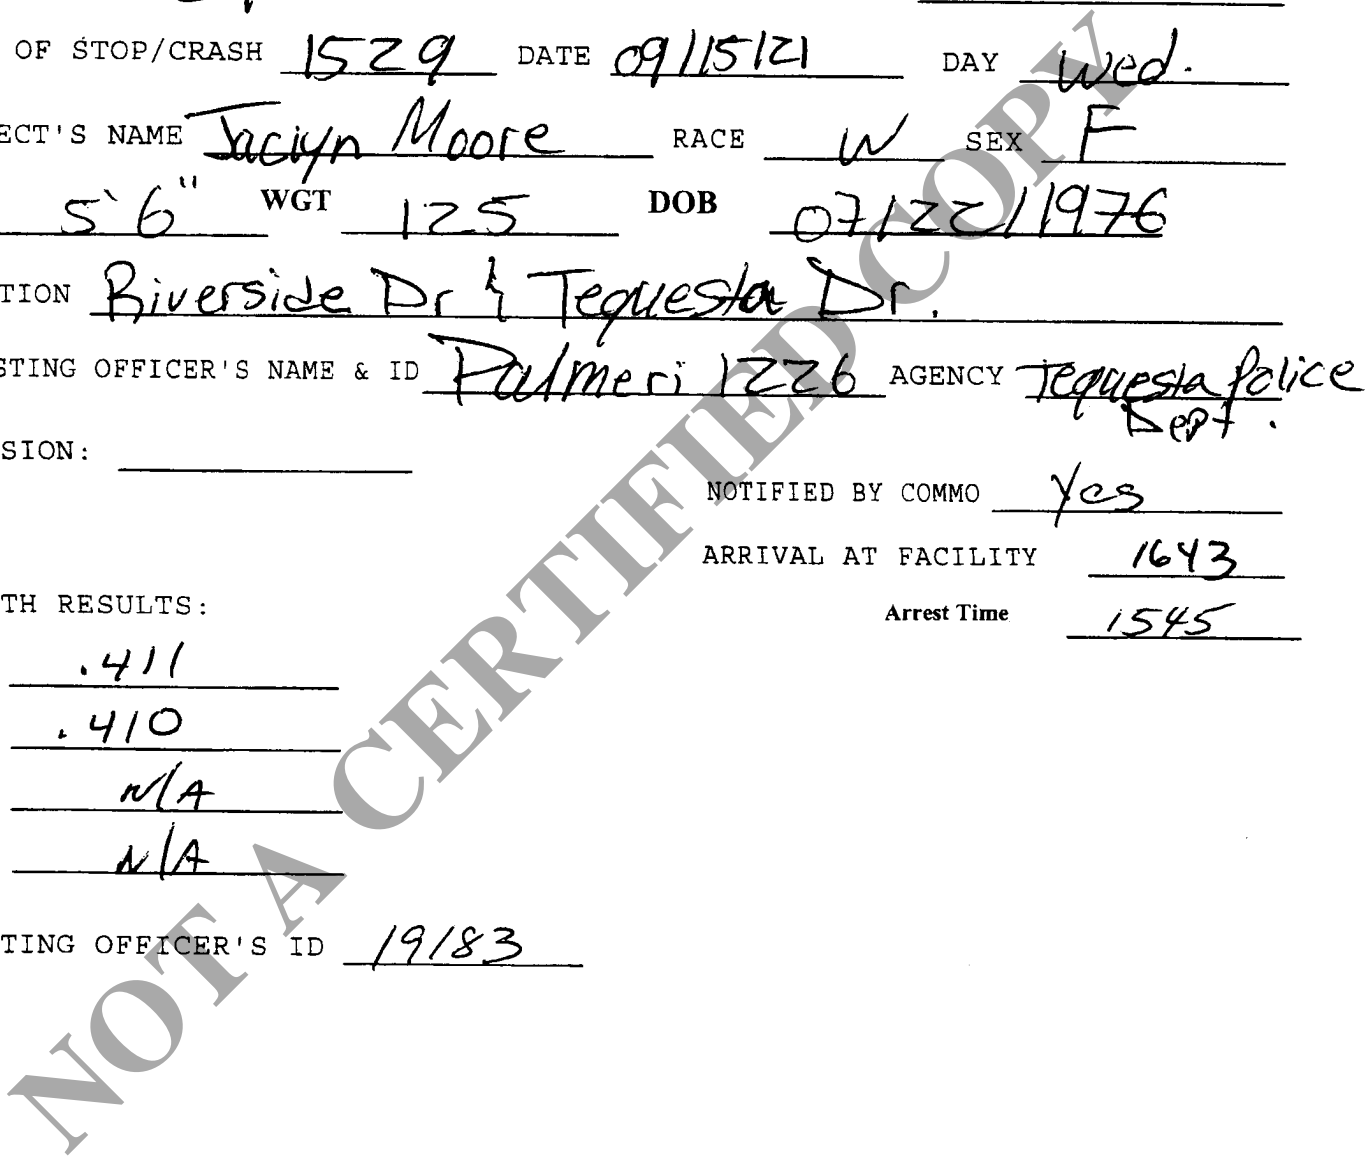 OF STOP/CRASH 1529 DATE 09/15/21 DAY Wed.
ECT'S NAME Jaclyn Moore RACE W SEX F
5'6" WGT 125 DOB 07/22/1976
TION Riverside Dr & Tequesta Dr.
STING OFFICER'S NAME & ID Palmeri 1226 AGENCY Tequesta Police
Dept.
SION:
NOTIFIED BY COMMO Yes
ARRIVAL AT FACILITY 1643
TH RESULTS:
Arrest Time 1545
.411
.410
N/A
N/A
TING OFFICER'S ID 19183
NOT A CERTIFIED COPY